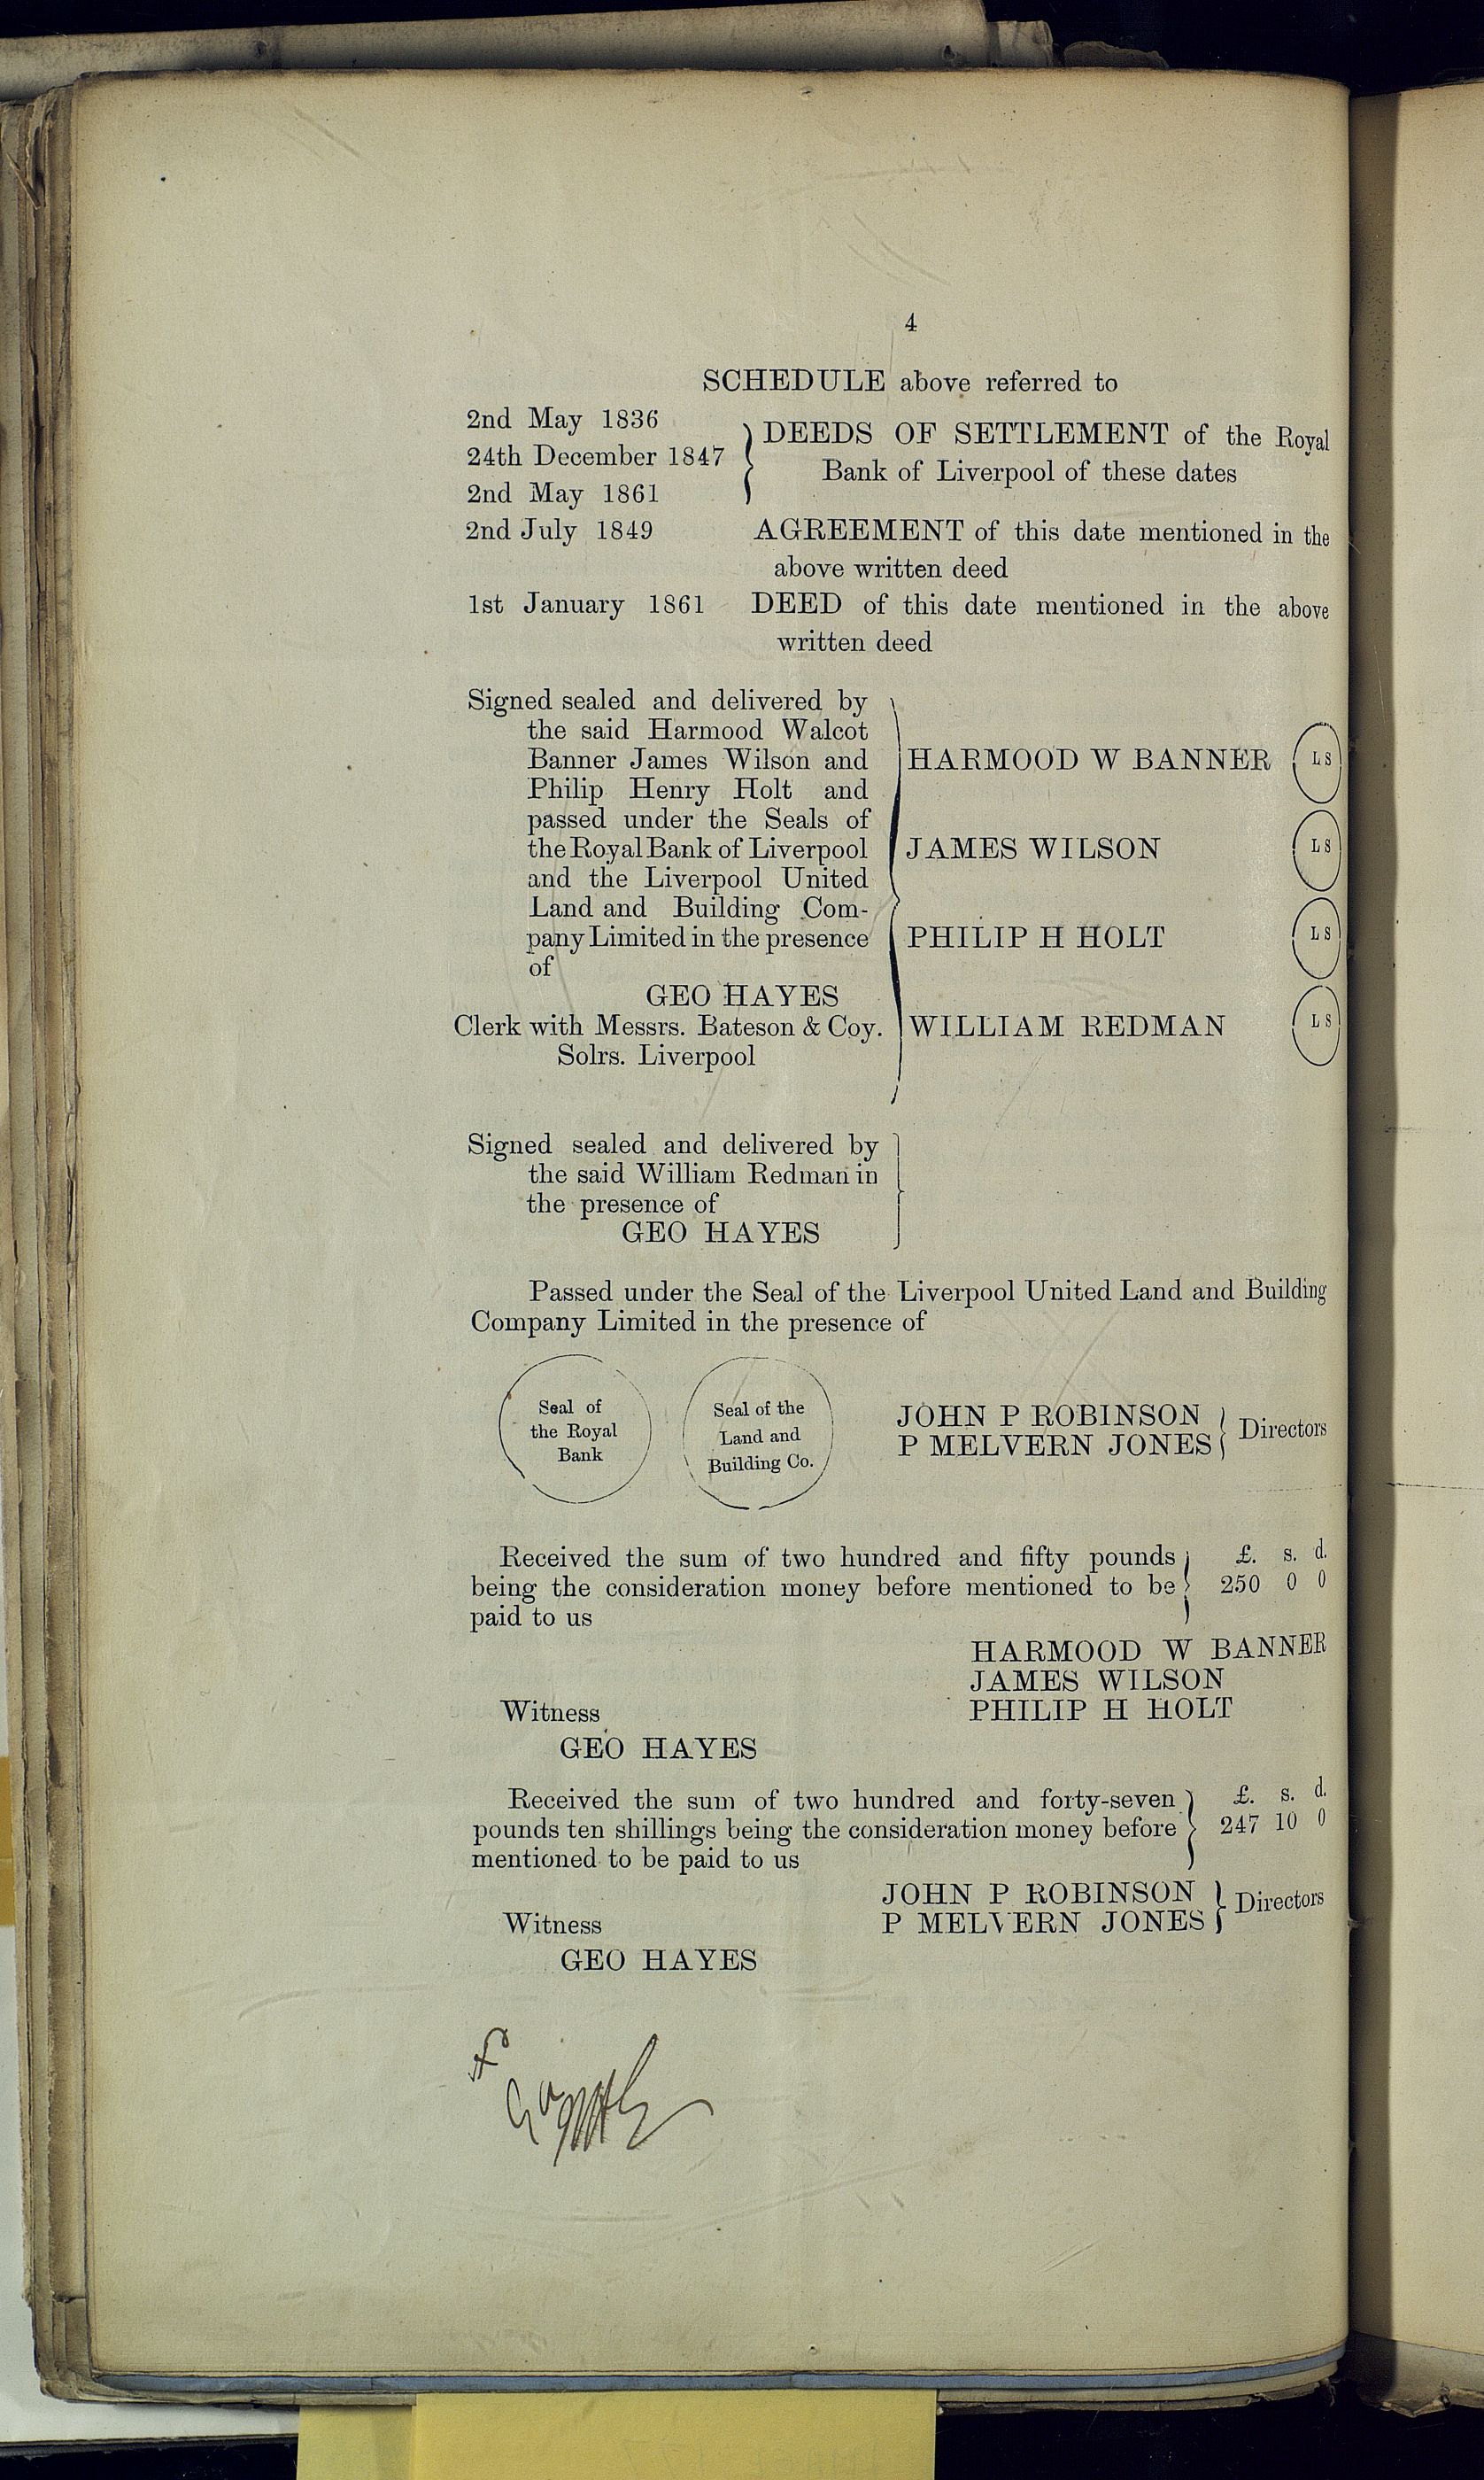 4
SCHEDULE above referred to
2nd May 1836
24th December 1847
2nd May 1861
DEEDS OF SETTLEMENT of the Royal
Bank of Liverpool of these dates
2nd July 1849 AGREEMENT of this date mentioned in the
above written deed
1st January 1861 DEED of this date mentioned in the above
written deed
Signed sealed and delivered by
the said Harmood Walcot
Banner James Wilson and
Philip Henry Holt and
passed under the Seals of
the Royal Bank of Liverpool
and the Liverpool United
Land and Building Com-
pany Limited in the presence
of
GEO HAYES
Clerk with Messrs. Bateson & Coy.
Solrs. Liverpool
HARMOOD W BANNER L S
JAMES WILSON L S
PHILIP H HOLT L S
WILLIAM REDMAN L S
Signed sealed and delivered by
the said William Redman in
the presence of
GEO HAYES
Passed under the Seal of the Liverpool United Land and Building
Company Limited in the presence of
Seal of
the Royal
Bank
Seal of the
Land and
Building Co.
JOHN P ROBINSON
P MELVERN JONES
Directors
Received the sum of two hundred and fifty pounds
being the consideration money before mentioned to be
paid to us
£. s. d.
250 0 0
HARMOOD W BANNER
JAMES WILSON
PHILIP H HOLT
Witness
GEO HAYES
Received the sum of two hundred and forty-seven
pounds ten shillings being the consideration money before
mentioned to be paid to us
£. s. d.
247 10 0
JOHN P ROBINSON
P MELVERN JONES
Directors
Witness
GEO HAYES